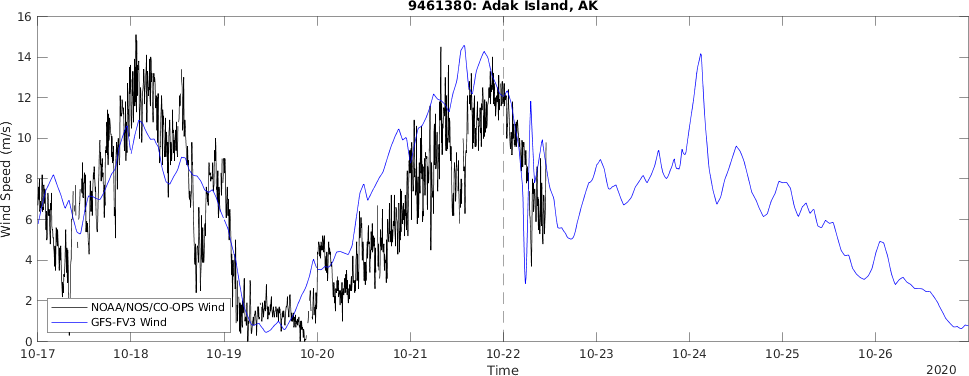 9461380: Adak Island, AK
Wind Speed (m/s)
16
14
12
10
8
6
4
2
0
NOAA/NOS/CO-OPS Wind
GFS-FV3 Wind
10-17 10-18 10-19 10-20 10-21 10-22 10-23 10-24 10-25 10-26
Time
2020